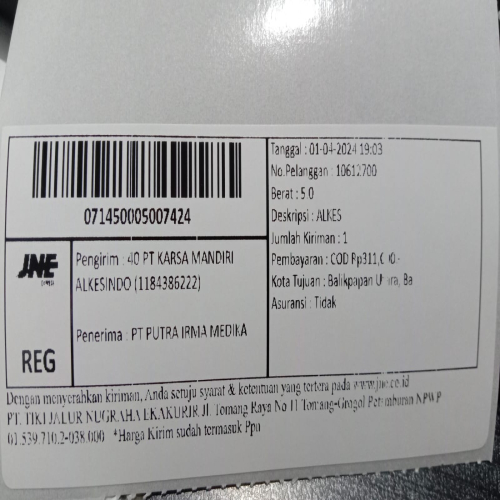 071450005007424
JNE
REG
Pengirim : 40 PT KARSA MANDIRI
ALKESINDO (1184386222)
Penerima : PT PUTRA IRMA MEDIKA
Tanggal : 01-04-2024 19:03
No.Pelanggan : 10612700
Berat : 5.0
Deskripsi : ALKES
Jumlah Kiriman : 1
Pembayaran : COD
Kota Tujuan : Balikpapan Utara, Ba
Asuransi : Tidak
Dengan menyerahkan kiriman, Anda setuju syarat & ketentuan yang tertera pada www.jne.co.id
PT. TIKI JALUR NUGRAHA EKAKURIR Jl. Tomang Raya No 11 Tomang-Grogol Petamburan NPWP
01.539.710.2-038.000 *Harga Kirim sudah termasuk Ppn